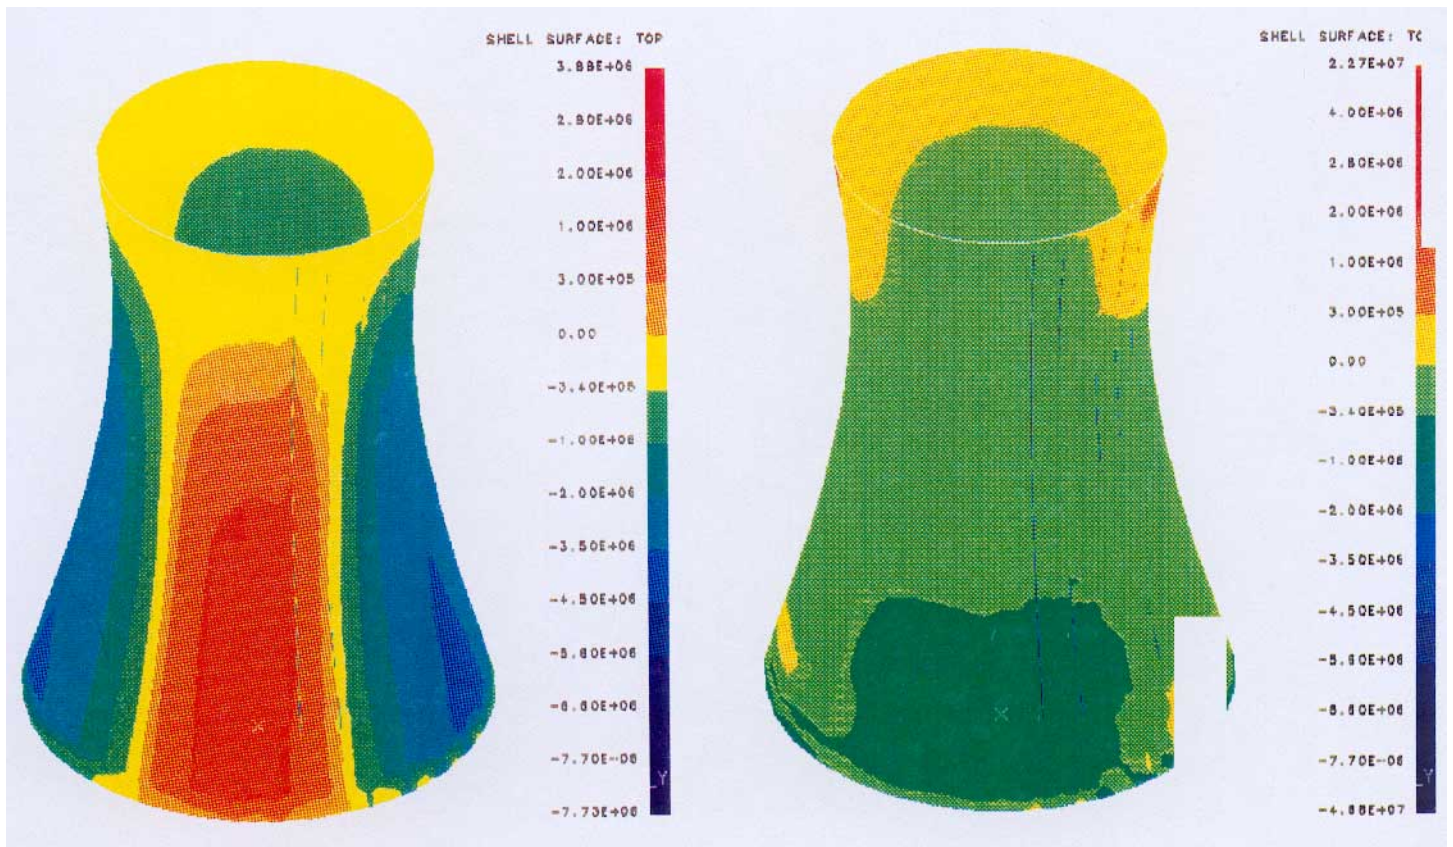 SHELL SURFACE: TOP
3.88E+06
2.80E+06
2.00E+06
1.00E+06
3.00E+05
0.00
-3.40E+05
-1.00E+06
-2.00E+06
-3.50E+06
-4.50E+06
-5.60E+06
-6.60E+06
-7.70E+06
-7.73E+06
X
Y
SHELL SURFACE: TO
2.27E+07
4.00E+06
2.80E+06
2.00E+06
1.00E+06
3.00E+05
0.00
-3.40E+05
-1.00E+06
-2.00E+06
-3.50E+06
-4.50E+06
-5.60E+06
-6.60E+06
-7.70E+06
-4.88E+07
X
Y